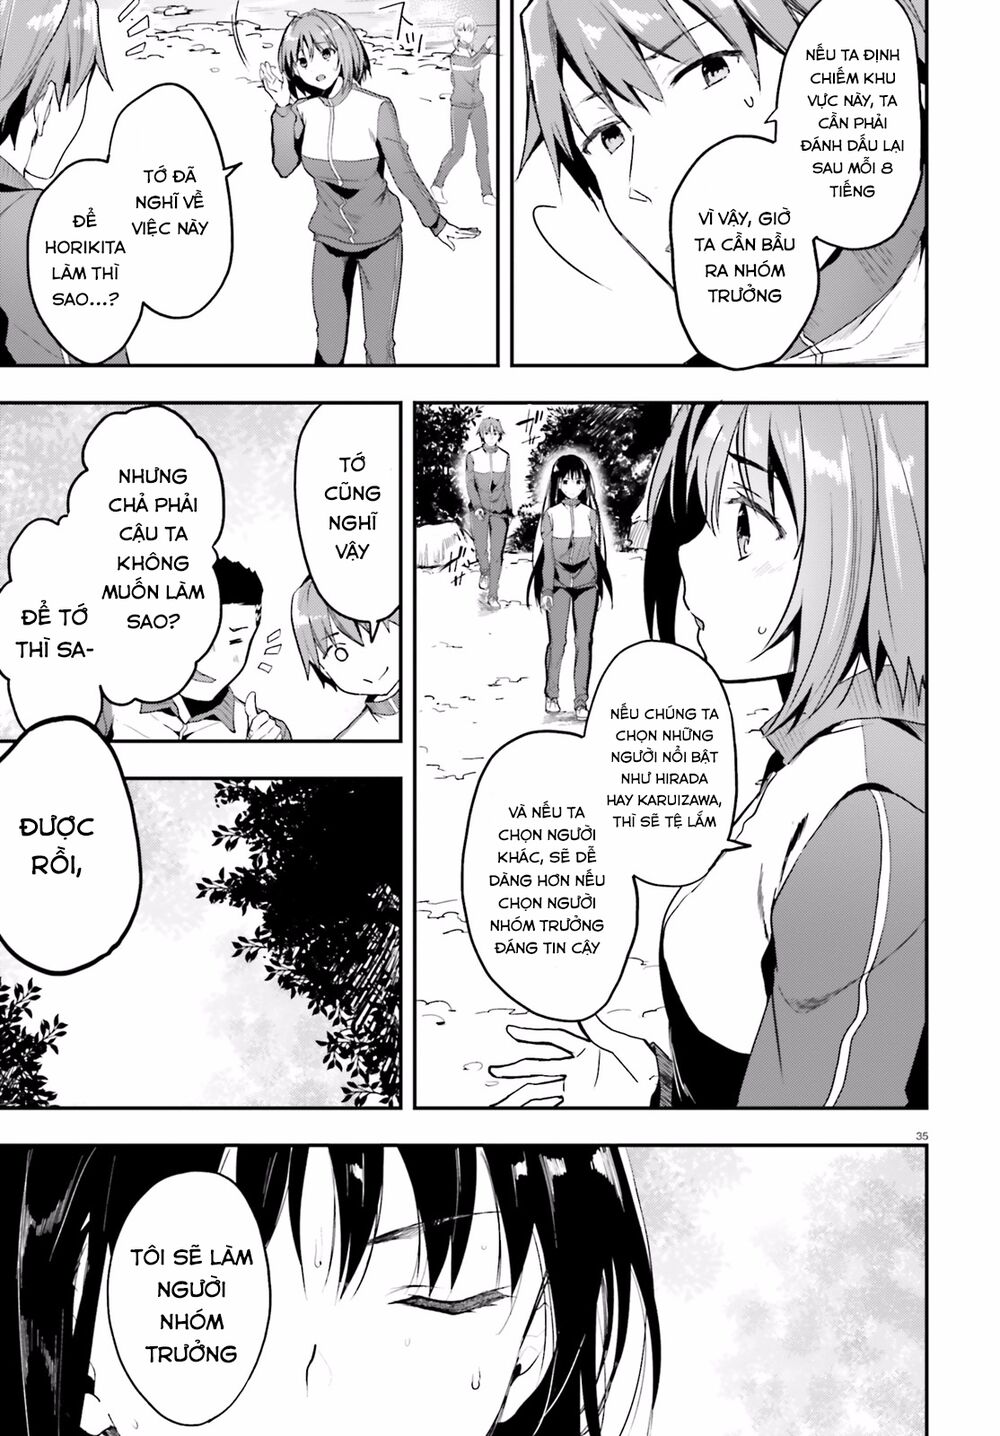 NẾU TA ĐỊNH
CHIẾM KHU
VỰC NÀY, TA
CẦN PHẢI
ĐÁNH DẤU LẠI
SAU MỖI 8
TIẾNG
VÌ VẬY, GIỜ
TA CẦN BẦU
RA NHÓM
TRƯỞNG
TỚ ĐÃ
NGHĨ VỀ
VIỆC NÀY
ĐỂ
HORIKITA
LÀM THÌ
SAO...?
NẾU CHÚNG TA
CHỌN NHỮNG
NGƯỜI NỔI BẬT
NHƯ HIRADA
HAY KARUIZAWA,
THÌ SẼ TỆ LẮM
VÀ NẾU TA
CHỌN NGƯỜI
KHÁC, SẼ DỄ
DÀNG HƠN NẾU
CHỌN NGƯỜI
NHÓM TRƯỞNG
ĐÁNG TIN CẬY
TỚ
CŨNG
NGHĨ
VẬY
NHƯNG
CHẢ PHẢI
CẬU TA
KHÔNG
MUỐN LÀM
SAO?
ĐỂ TỚ
THÌ SA-
ĐƯỢC
RỒI,
35
TÔI SẼ LÀM
NGƯỜI
NHÓM
TRƯỞNG